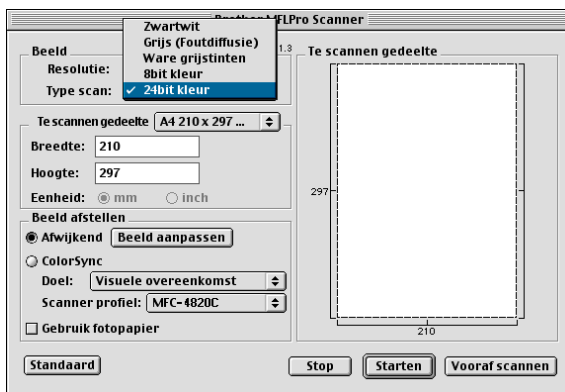 MFLPro Scanner
Zwartwit
Grijs (Foutdiffusie)
Ware grijstinten
8bit kleur
✓ 24bit kleur
1.3
Beeld
Resolutie:
Type scan:
Te scannen gedeelte A4 210 x 297 ...
Breedte: 210
Hoogte: 297
Eenheid: mm inch
Beeld afstellen
Afwijkend Beeld aanpassen
ColorSync
Doel: Visuele overeenkomst
Scanner profiel: MFC-4820C
Gebruik fotopapier
Te scannen gedeelte
297
210
Standaard Stop Starten Vooraf scannen